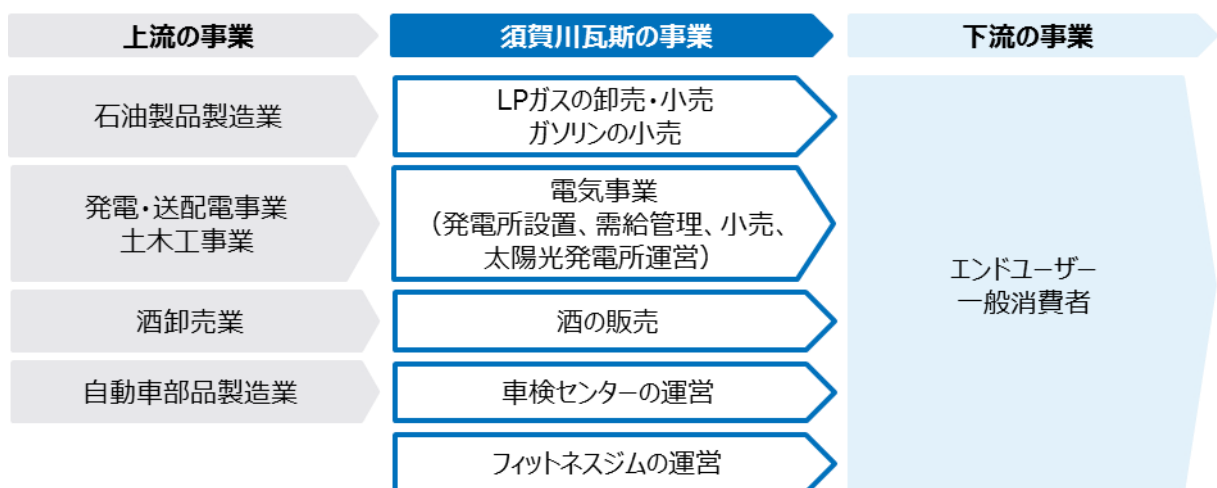 上流の事業
須賀川瓦斯の事業
下流の事業
石油製品製造業
LPガスの卸売・小売
ガソリンの小売
発電・送配電事業
土木工事業
電気事業
（発電所設置、需給管理、小売、
太陽光発電所運営）
酒卸売業
酒の販売
自動車部品製造業
車検センターの運営
フィットネスジムの運営
エンドユーザー
一般消費者